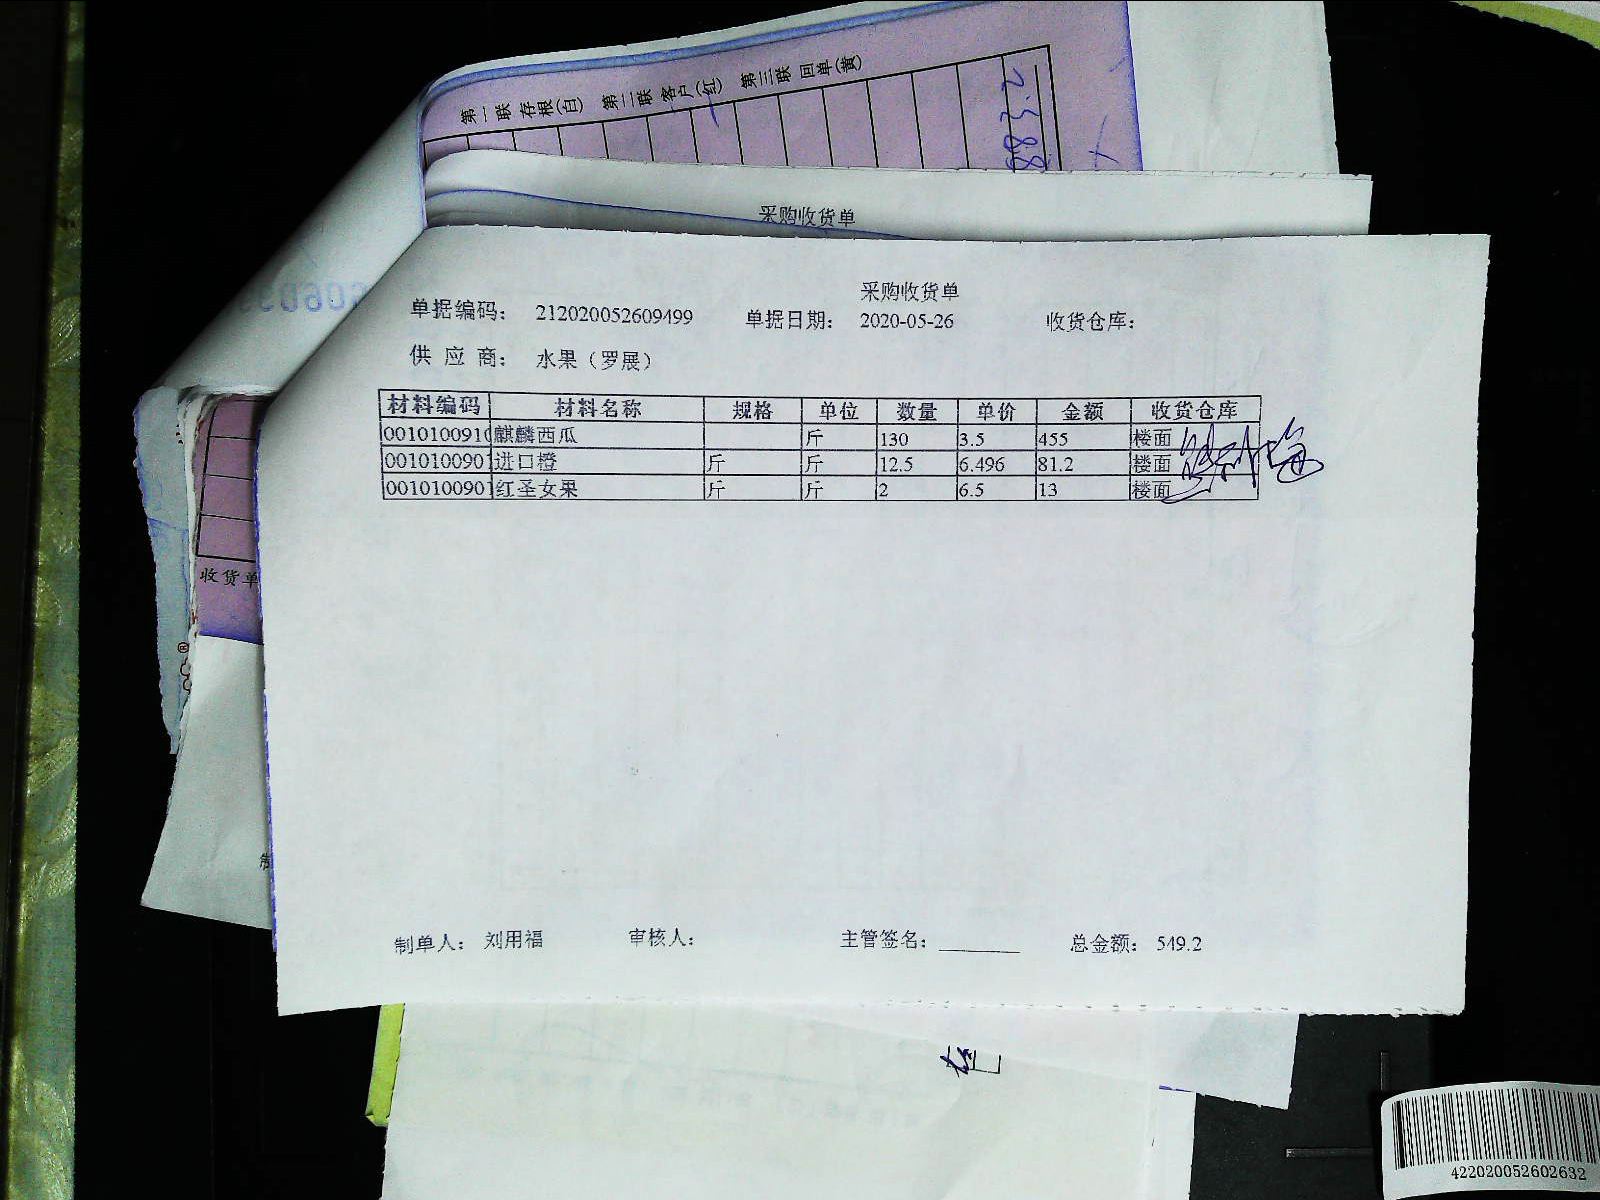 第一联 存根(白) 第二联 客户(红) 第三联 回单(黄)
采购收货单
采购收货单
单据编码： 212020052609499 单据日期： 2020-05-26 收货仓库：
供 应 商： 水果（罗展）
材料编码 材料名称 规格 单位 数量 单价 金额 收货仓库
0010100910 麒麟西瓜 斤 130 3.5 455 楼面
001010090 进口橙 斤 斤 12.5 6.496 81.2 楼面
001010090 红圣女果 斤 斤 2 6.5 13 楼面
收货单
制单人： 刘用福 审核人： 主管签名： 总金额： 549.2
422020052602632